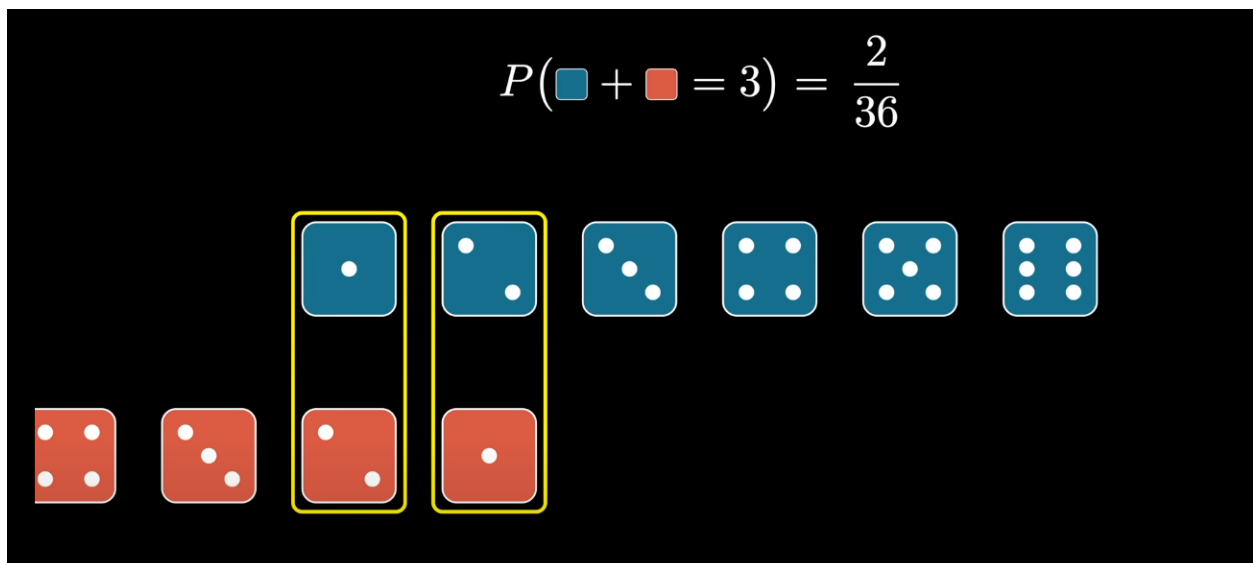 P(🟦 + 🟥 = 3) = 2/36